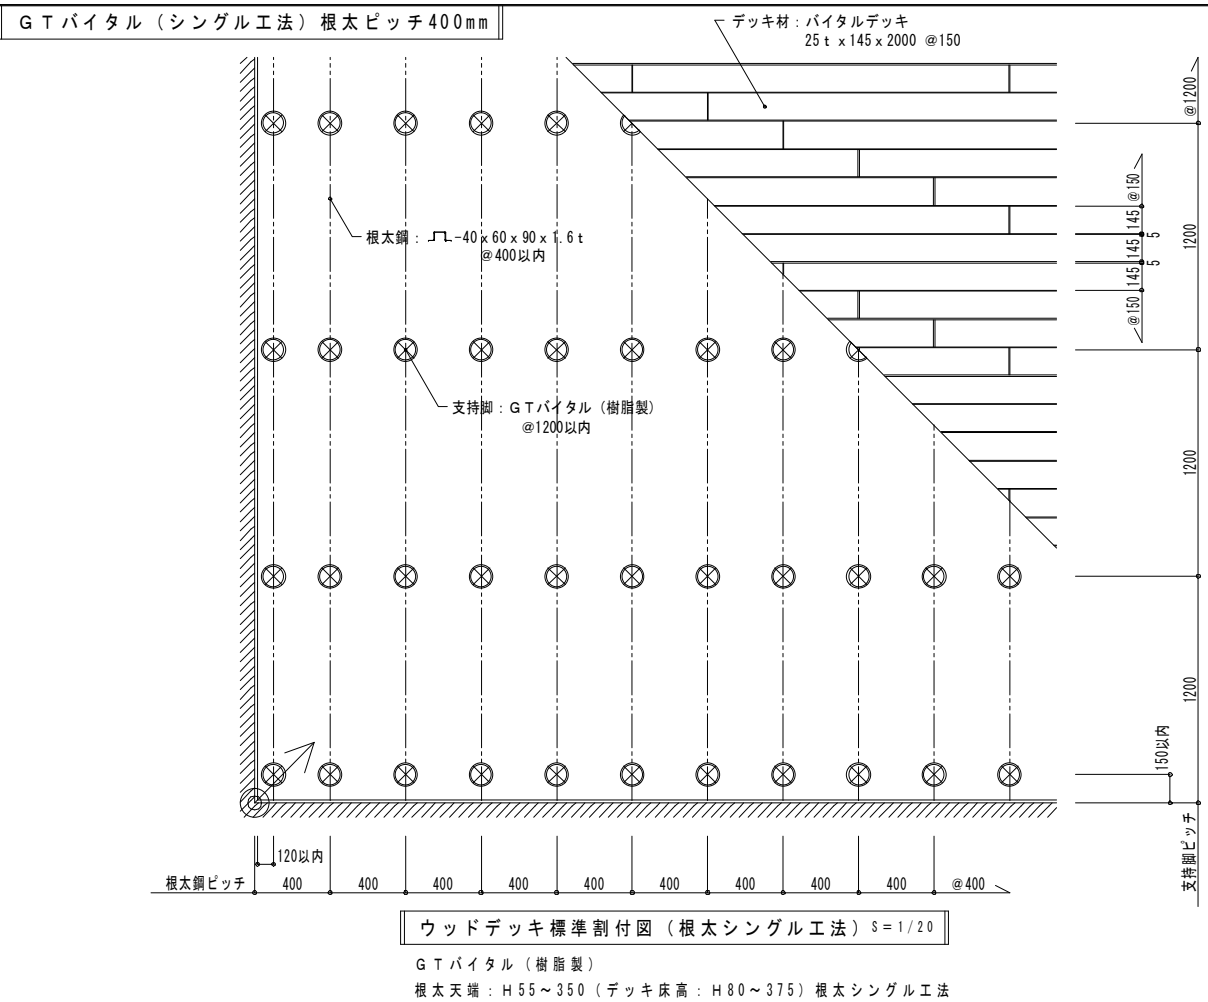 GTバイタル(シングル工法)根太ピッチ400mm
デッキ材:バイタルデッキ
25t x145x2000 @150
@1200
@150
145
5
145
5
145
@150
1200
根太鋼: -40x60x90x1.6t
@400以内
支持脚:GTバイタル(樹脂製)
@1200以内
1200
1200
150以内
支持脚ピッチ
120以内
根太鋼ピッチ 400 400 400 400 400 400 400 400 400 @400
ウッドデッキ標準割付図(根太シングル工法) S=1/20
GTバイタル(樹脂製)
根太天端:H55~350(デッキ床高:H80~375)根太シングル工法